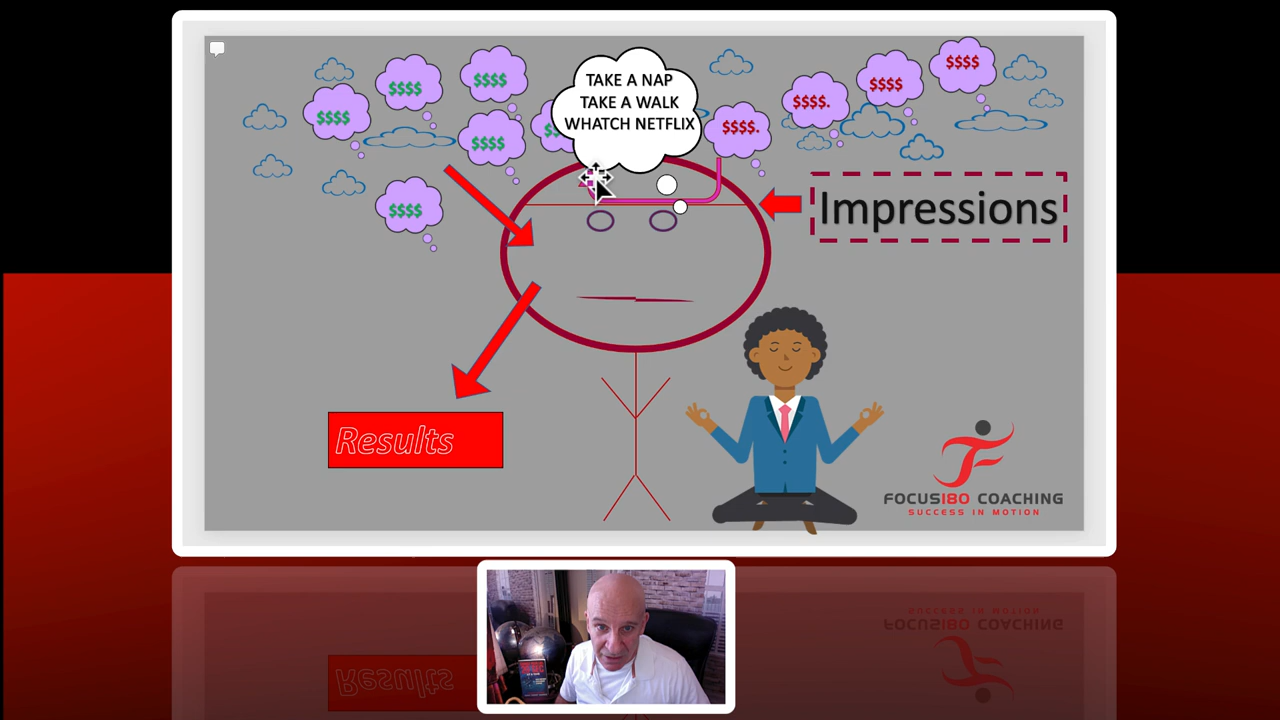 $$$$
$$$$
$$$$
$$$$
$$$$
TAKE A NAP
TAKE A WALK
WHATCH NETFLIX
$$$$.
$$$$.
$$$$
$$$$
Impressions
Results
FOCUS180 COACHING
SUCCESS IN MOTION